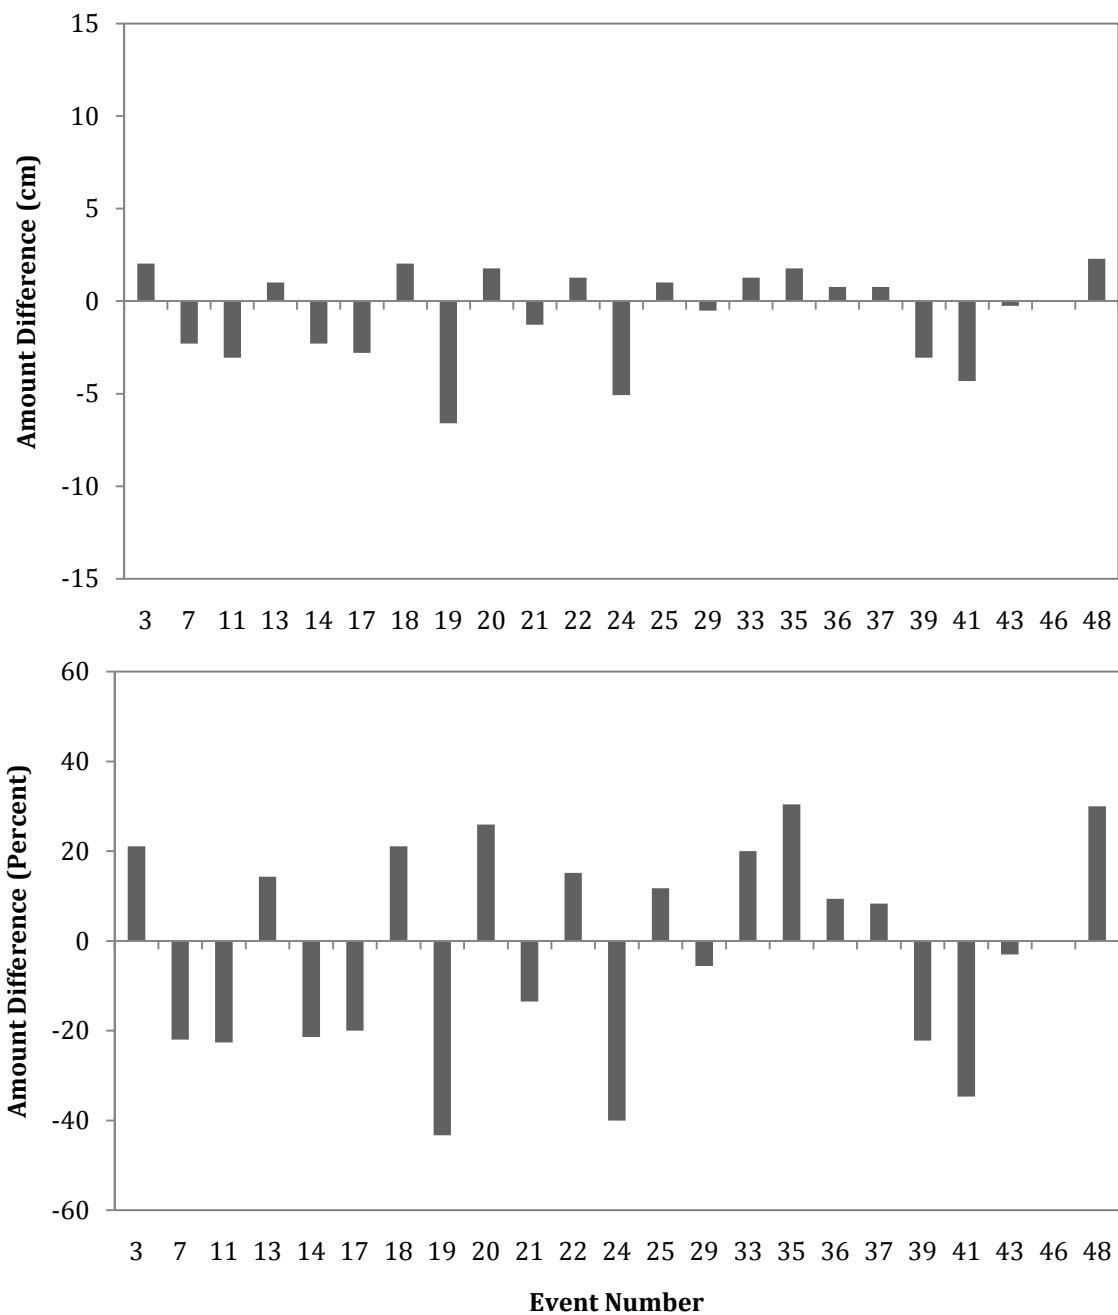 15
10
5
0
-5
-10
-15
Amount Difference (cm)
3 7 11 13 14 17 18 19 20 21 22 24 25 29 33 35 36 37 39 41 43 46 48
60
40
20
0
-20
-40
-60
Amount Difference (Percent)
3 7 11 13 14 17 18 19 20 21 22 24 25 29 33 35 36 37 39 41 43 46 48
Event Number